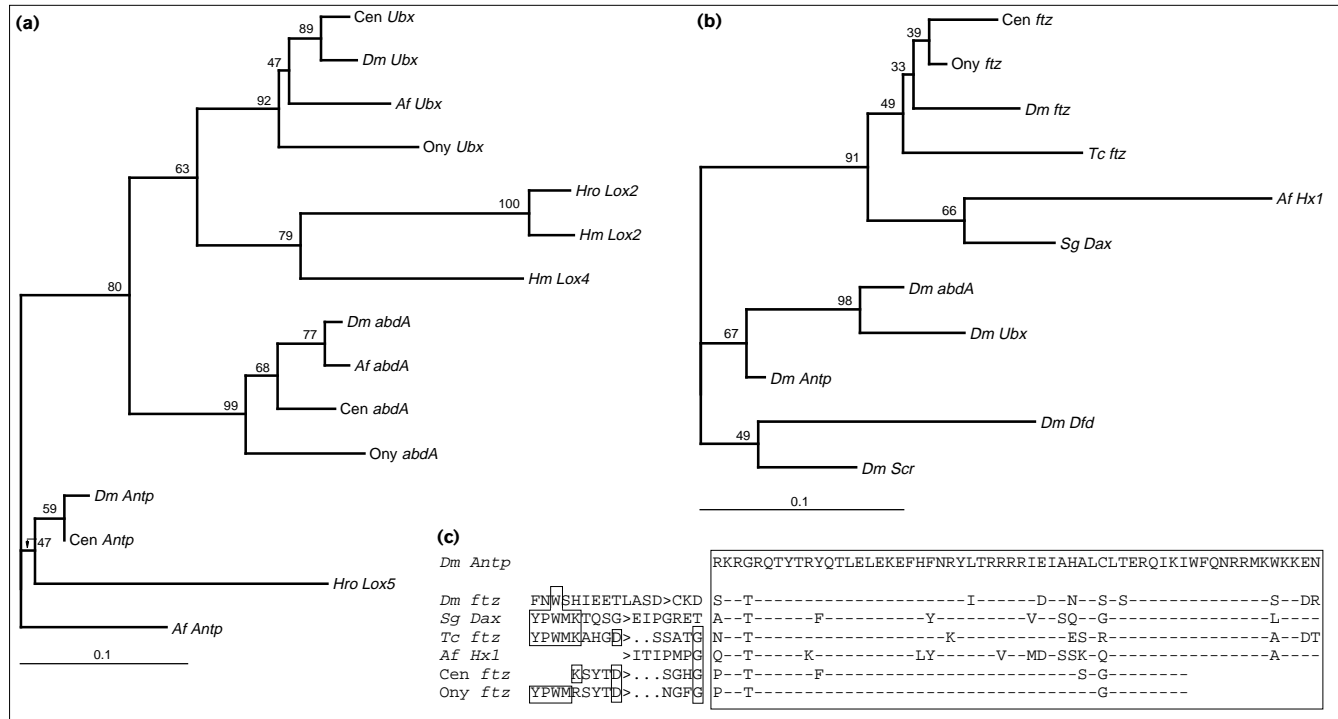 (a)
Cen Ubx
89
Dm Ubx
47
Af Ubx
92
Ony Ubx
63
Hro Lox2
100
Hm Lox2
79
Hm Lox4
80
Dm abdA
77
Af abdA
68
Cen abdA
99
Ony abdA
Dm Antp
59
Cen Antp
47
Hro Lox5
Af Antp
0.1
(b)
Cen ftz
39
Ony ftz
33
Dm ftz
49
Tc ftz
91
Af Hx1
66
Sg Dax
Dm abdA
98
Dm Ubx
67
Dm Antp
Dm Dfd
49
Dm Scr
0.1
(c)
Dm Antp RKRGRQTYTRYQTLELEKEFHFNRYLTRRRRIEIAHALCLTERQIKIWFQNRRMKWKKEN
Dm ftz FNWSHIEETLASD>CKD S--T---------------------I------D--N--S-S--------------S--DR
Sg Dax YPWMKTQSG>EIPGRET A--T------F----------Y---------V--SQ--G----------------L----
Tc ftz YPWMKAHGD>...SSATG N--T-------------------K-----------ES-R----------------A--DT
Af Hx1 >ITIPMPG Q--T-----R----------LY------V--MD-SSK-Q----------------A----
Cen ftz KSYTD>...SGHG P--T------F-------------------------S-G--------
Ony ftz YPWMRSYTD>...NGFG P--T----------------------------------G--------